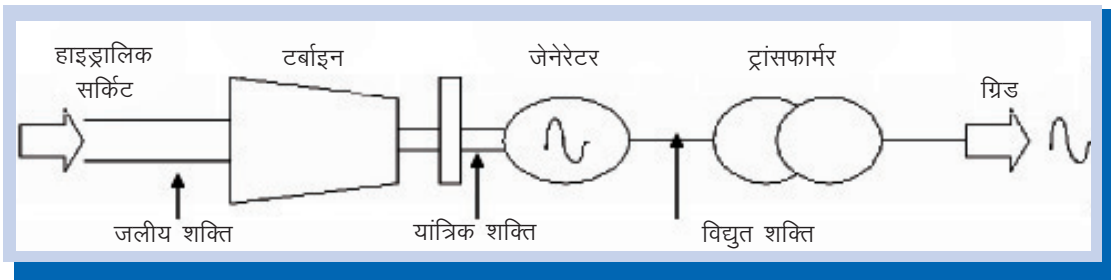 हाइड्रालिक
सर्किट
टर्बाइन
जेनेरेटर
ट्रांसफार्मर
ग्रिड
जलीय शक्ति
यांत्रिक शक्ति
विद्युत शक्ति